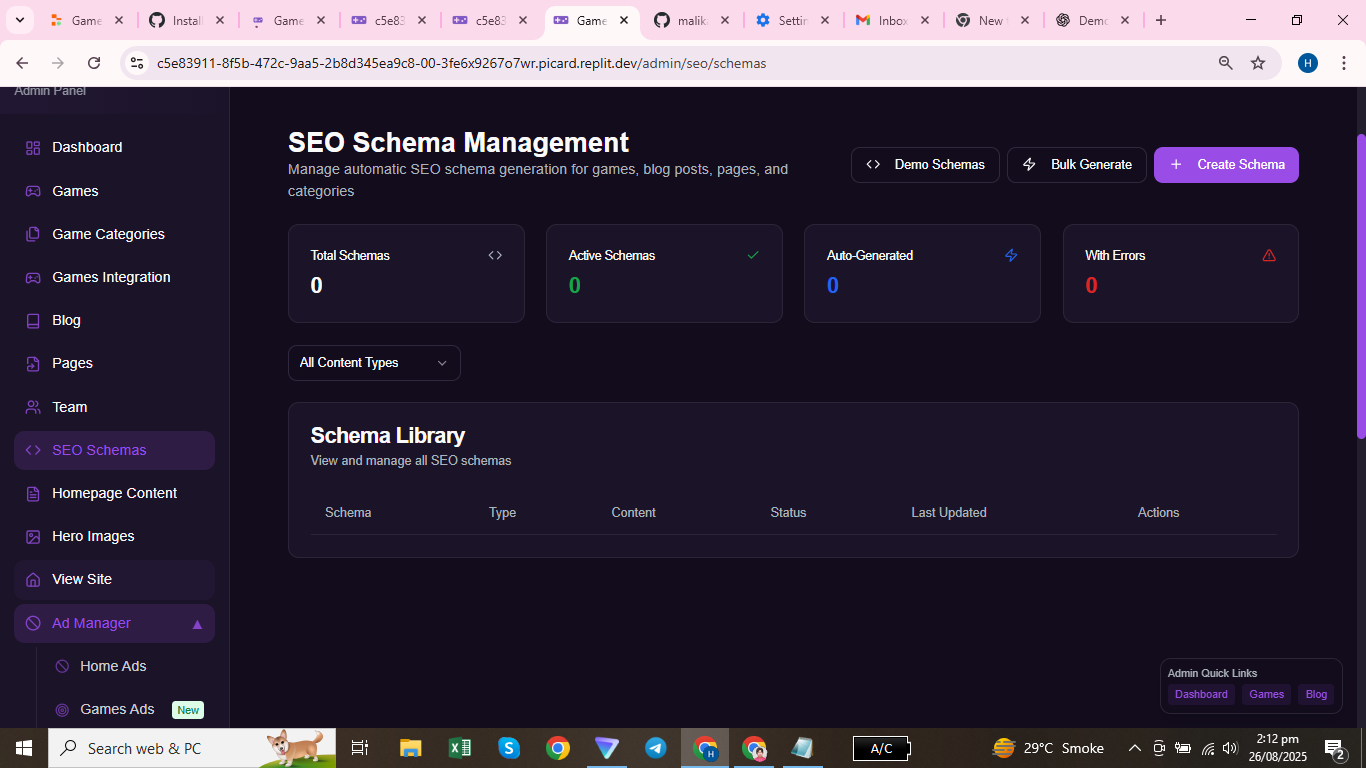 Game
Install
Game
c5e83
c5e83
Game
malik
Settin
Inbox
New
Demo
c5e83911-8f5b-472c-9aa5-2b8d345ea9c8-00-3fe6x9267o7wr.picard.replit.dev/admin/seo/schemas
H
Admin Panel
Dashboard
Games
Game Categories
Games Integration
Blog
Pages
Team
SEO Schemas
Homepage Content
Hero Images
View Site
Ad Manager
Home Ads
Games Ads New
SEO Schema Management
Manage automatic SEO schema generation for games, blog posts, pages, and
categories
Demo Schemas
Bulk Generate
Create Schema
Total Schemas
0
Active Schemas
0
Auto-Generated
0
With Errors
0
All Content Types
Schema Library
View and manage all SEO schemas
Schema Type Content Status Last Updated Actions
Admin Quick Links
Dashboard Games Blog
Search web & PC
A/C
29°C Smoke
2:12 pm
26/08/2025
2